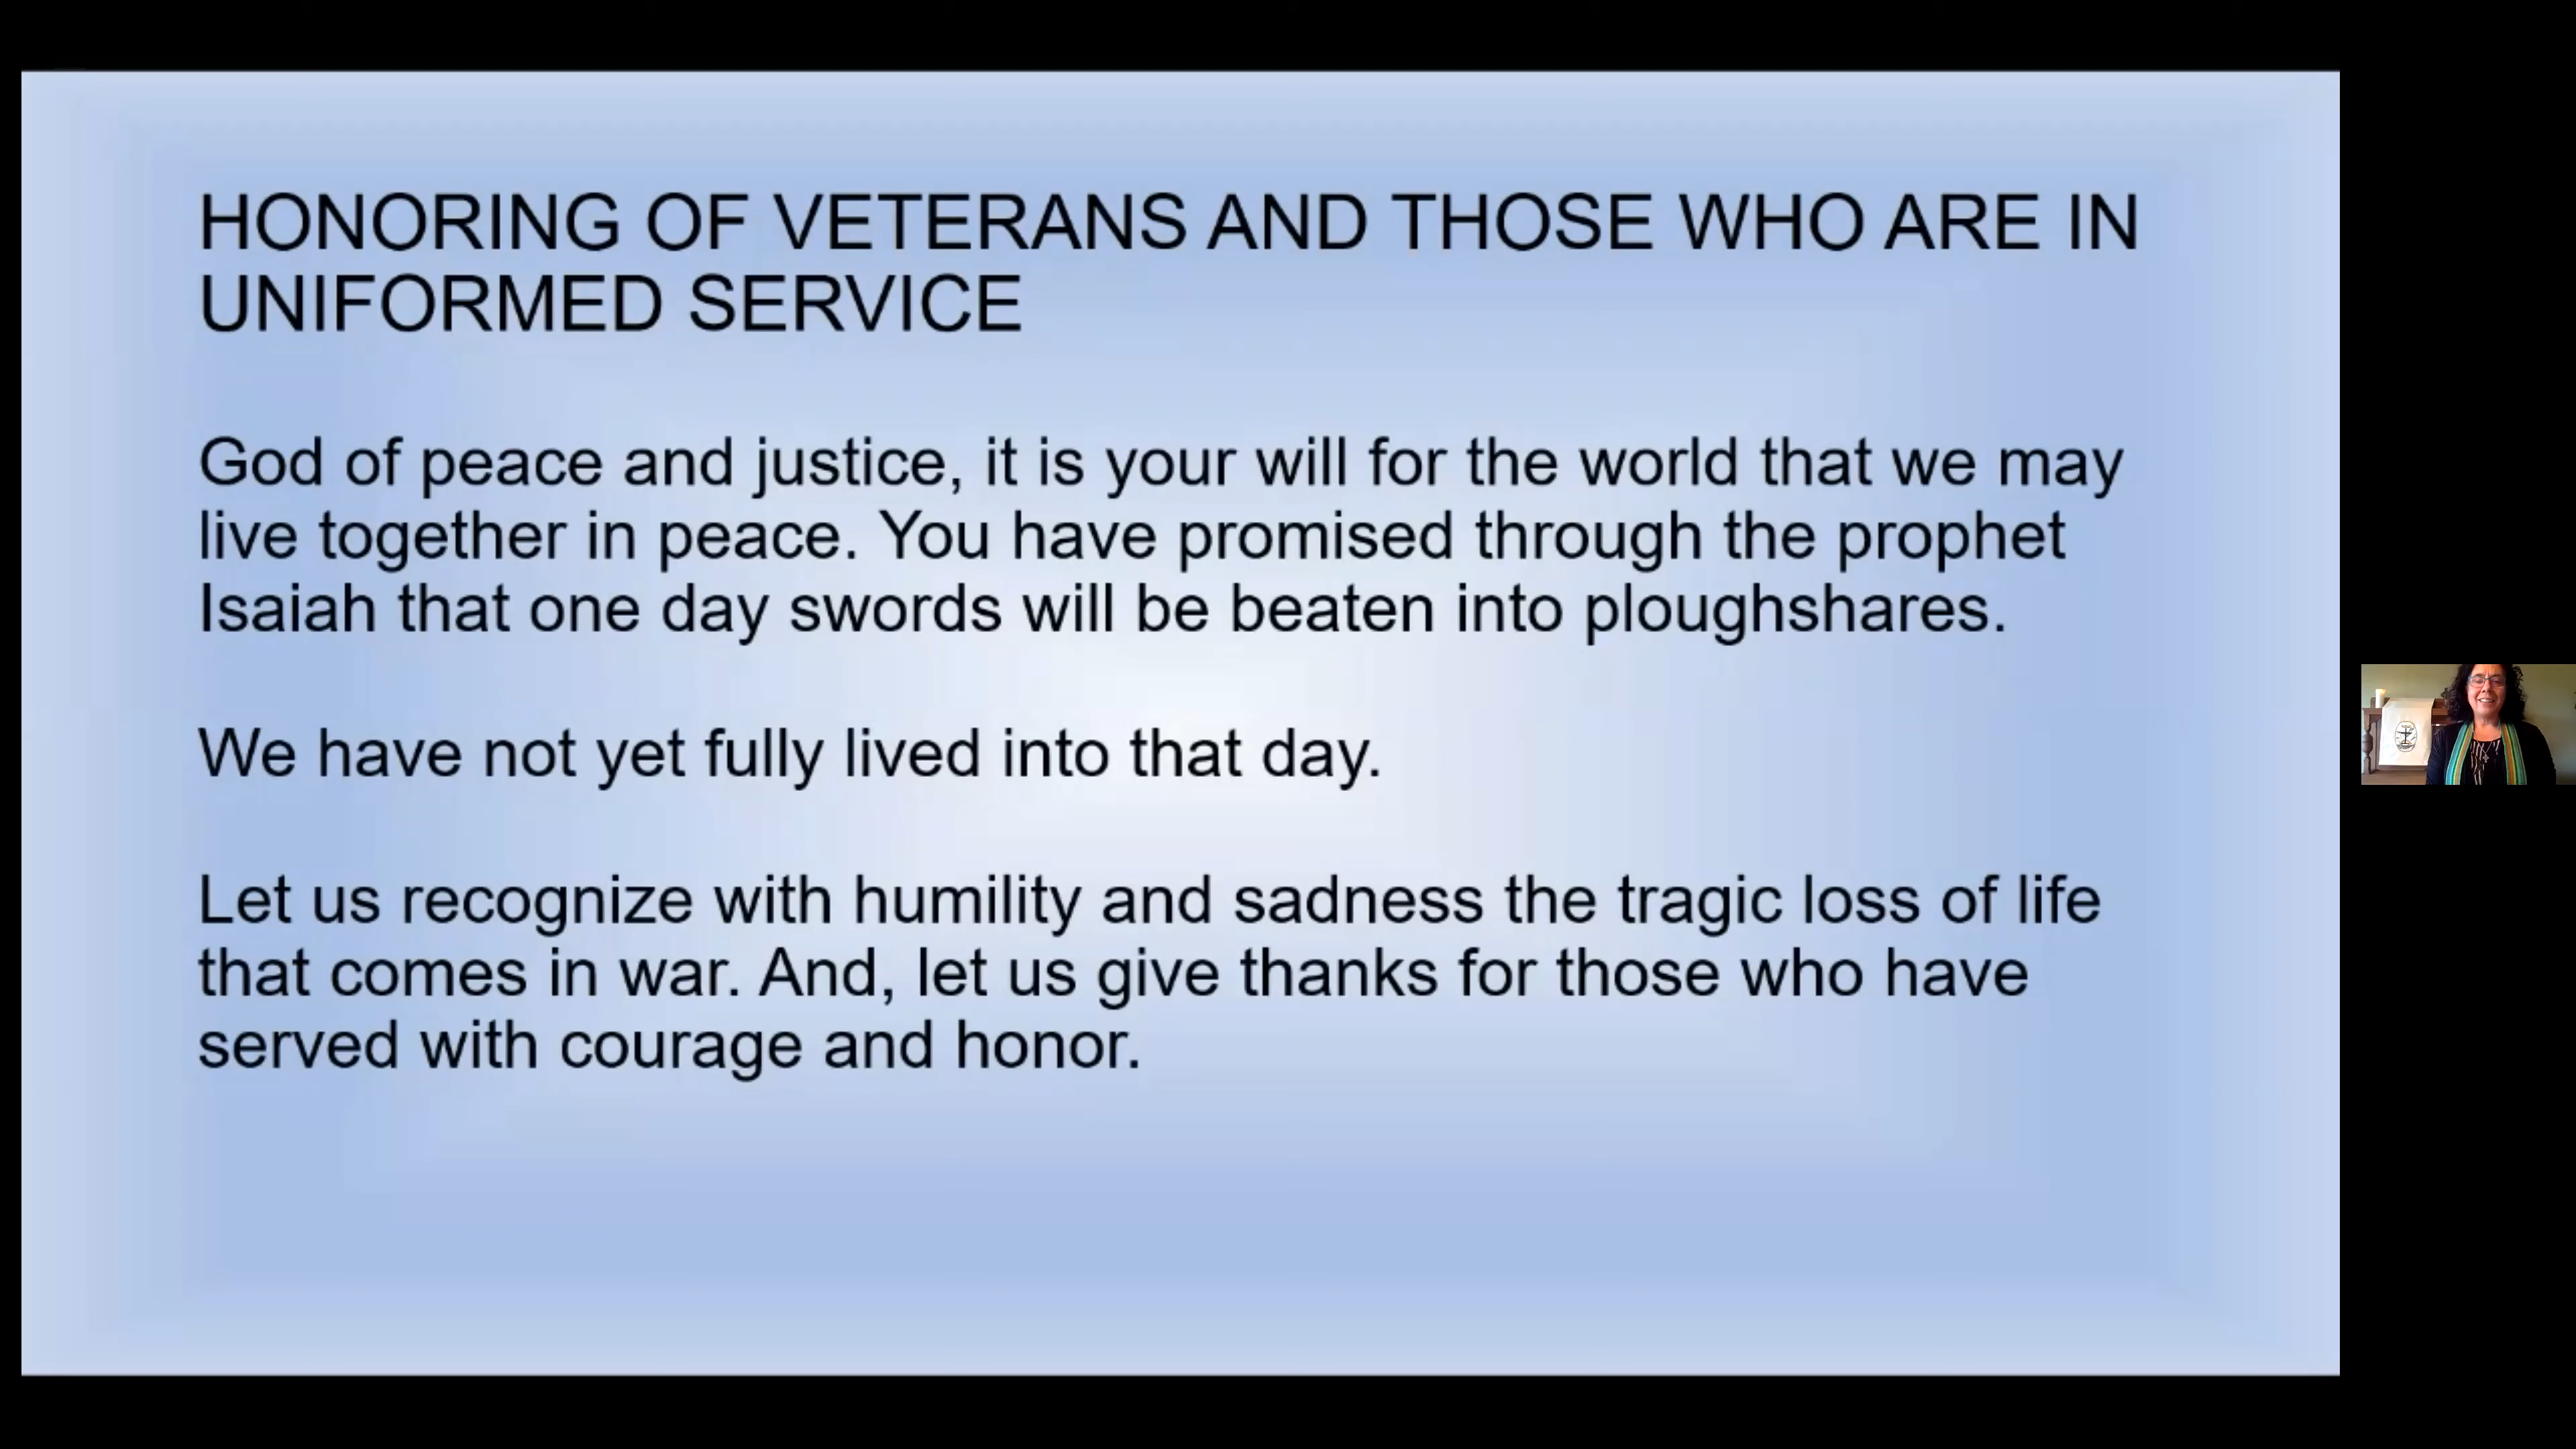 HONORING OF VETERANS AND THOSE WHO ARE IN
UNIFORMED SERVICE
God of peace and justice, it is your will for the world that we may
live together in peace. You have promised through the prophet
Isaiah that one day swords will be beaten into ploughshares.
We have not yet fully lived into that day.
Let us recognize with humility and sadness the tragic loss of life
that comes in war. And, let us give thanks for those who have
served with courage and honor.